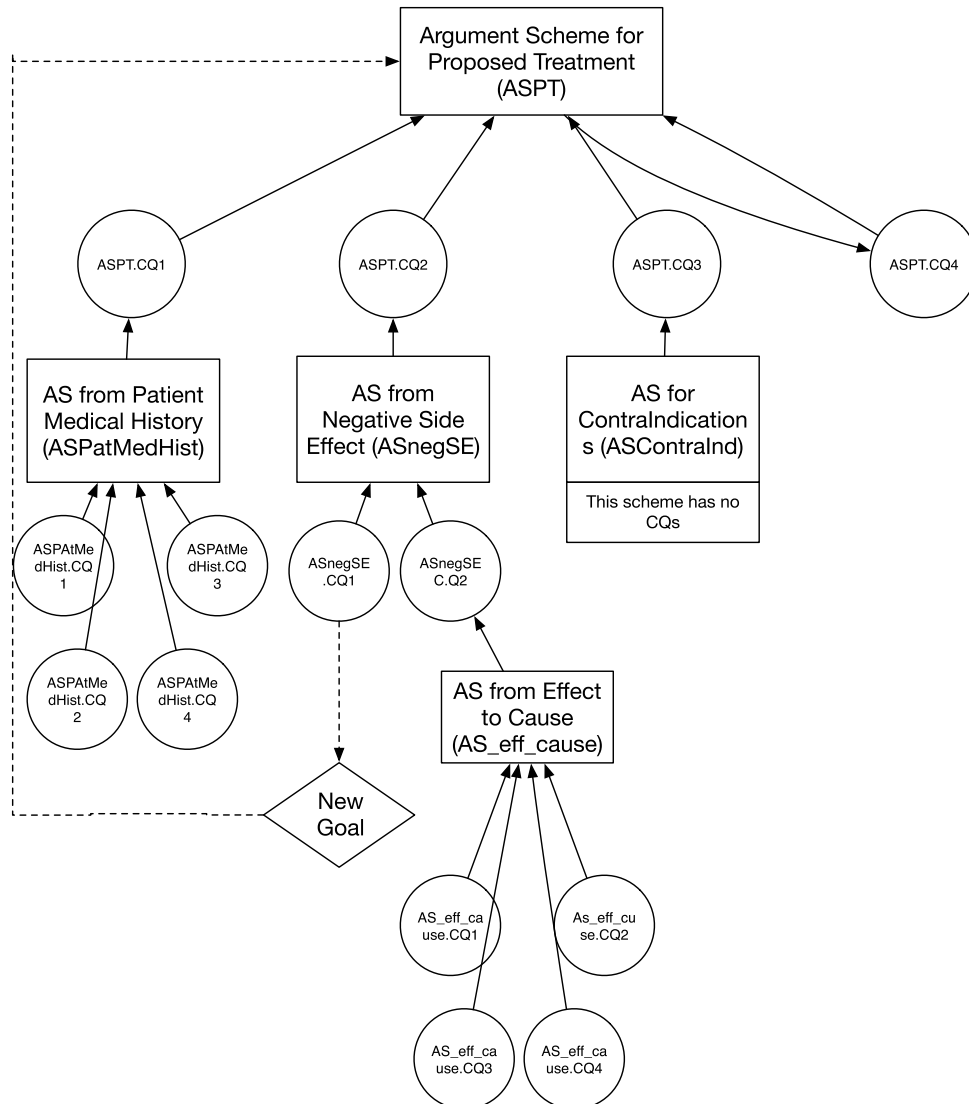 Argument Scheme for
Proposed Treatment
(ASPT)
ASPT.CQ1
ASPT.CQ2
ASPT.CQ3
ASPT.CQ4
AS from Patient
Medical History
(ASPatMedHist)
AS from
Negative Side
Effect (ASnegSE)
AS for
ContraIndication
s (ASContraInd)
This scheme has no
CQs
ASPAtMe
dHist.CQ
1
ASPAtMe
dHist.CQ
3
ASnegSE
.CQ1
ASnegSE
C.Q2
ASPAtMe
dHist.CQ
2
ASPAtMe
dHist.CQ
4
AS from Effect
to Cause
(AS_eff_cause)
New
Goal
AS_eff_ca
use.CQ1
As_eff_cu
se.CQ2
AS_eff_ca
use.CQ3
AS_eff_ca
use.CQ4